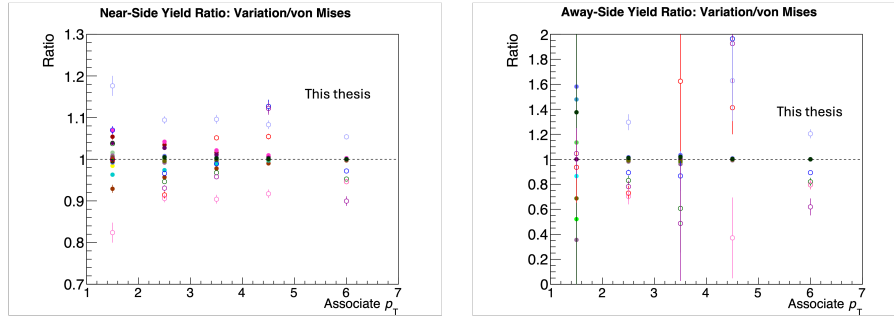 Near-Side Yield Ratio: Variation/von Mises
Ratio
1.3
1.2
1.1
1
0.9
0.8
0.7
This thesis
1 2 3 4 5 6 7
Associate pT
Away-Side Yield Ratio: Variation/von Mises
Ratio
2
1.8
1.6
1.4
1.2
1
0.8
0.6
0.4
0.2
0
This thesis
1 2 3 4 5 6 7
Associate pT